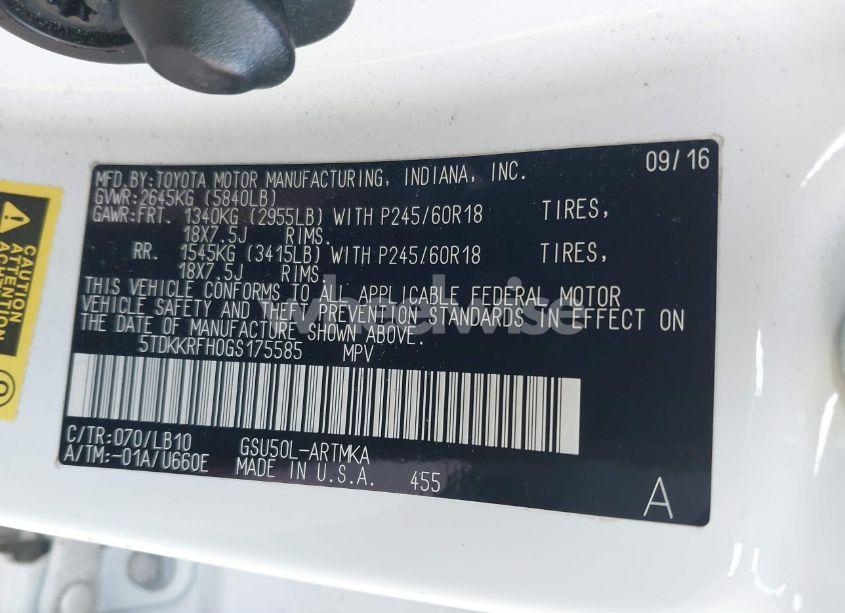 MFD.BY:TOYOTA MOTOR MANUFACTURING, INDIANA, INC. 09/16
GVWR:2645KG (5840LB)
GAWR:FRT. 1340KG (2955LB) WITH P245/60R18 TIRES,
18X7.5J RIMS.
RR. 1545KG (3415LB) WITH P245/60R18 TIRES,
18X7.5J RIMS.
THIS VEHICLE CONFORMS TO ALL APPLICABLE FEDERAL MOTOR
VEHICLE SAFETY AND THEFT PREVENTION STANDARDS IN EFFECT ON
THE DATE OF MANUFACTURE SHOWN ABOVE.
5TDKKRFH0GS175585 MPV
C/TR:070/LB10 GSU50L-ARTMKA
A/TM:-01A/U660E MADE IN U.S.A. 455
A
CAUTION
ATTENTION
wheelwise